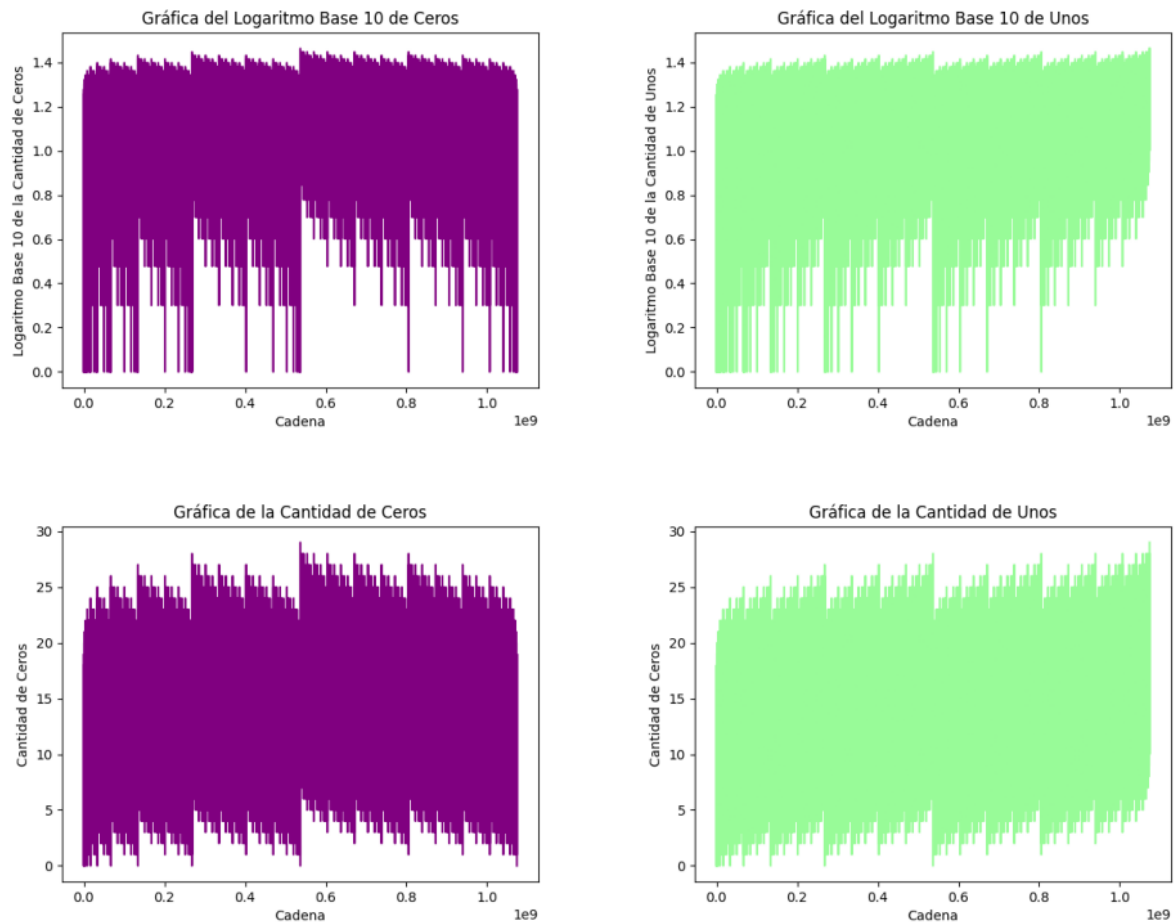 Gráfica del Logaritmo Base 10 de Ceros
Logaritmo Base 10 de la Cantidad de Ceros
1.4
1.2
1.0
0.8
0.6
0.4
0.2
0.0
0.0 0.2 0.4 0.6 0.8 1.0
1e9
Cadena
Gráfica del Logaritmo Base 10 de Unos
Logaritmo Base 10 de la Cantidad de Unos
1.4
1.2
1.0
0.8
0.6
0.4
0.2
0.0
0.0 0.2 0.4 0.6 0.8 1.0
1e9
Cadena
Gráfica de la Cantidad de Ceros
Cantidad de Ceros
30
25
20
15
10
5
0
0.0 0.2 0.4 0.6 0.8 1.0
1e9
Cadena
Gráfica de la Cantidad de Unos
Cantidad de Ceros
30
25
20
15
10
5
0
0.0 0.2 0.4 0.6 0.8 1.0
1e9
Cadena